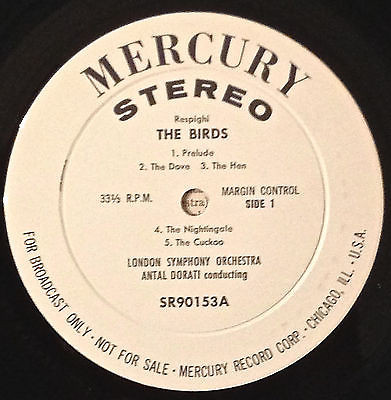 MERCURY
STEREO
Respighi
THE BIRDS
1. Prelude
2. The Dove 3. The Hen
33⅓ R.P.M.
MARGIN CONTROL
SIDE 1
4. The Nightingale
5. The Cuckoo
LONDON SYMPHONY ORCHESTRA
ANTAL DORATI conducting
SR90153A
FOR BROADCAST ONLY - NOT FOR SALE - MERCURY RECORD CORP. - CHICAGO, ILL. - U.S.A.